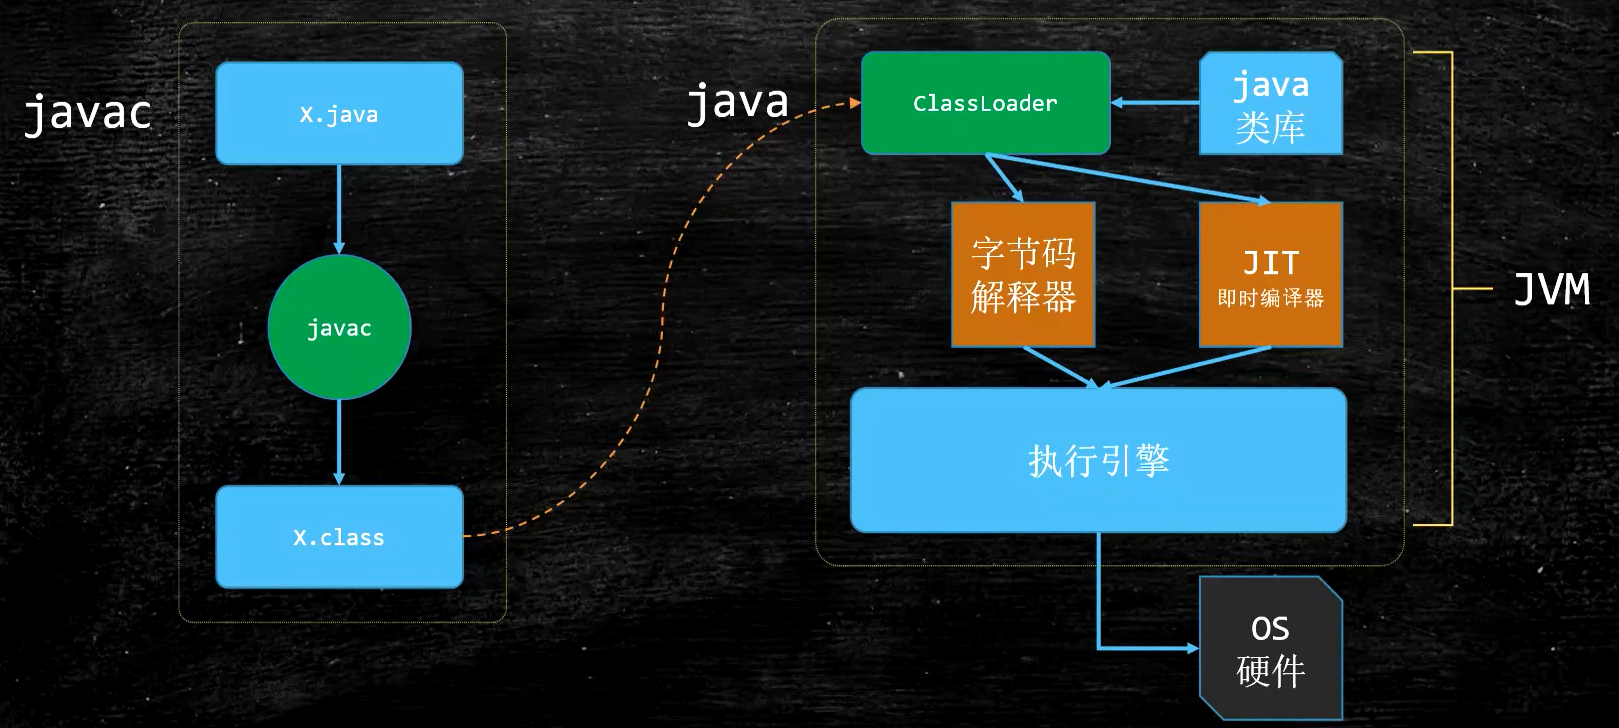 javac
X.java
javac
X.class
java
ClassLoader
java
类库
字节码
解释器
JIT
即时编译器
执行引擎
JVM
OS
硬件